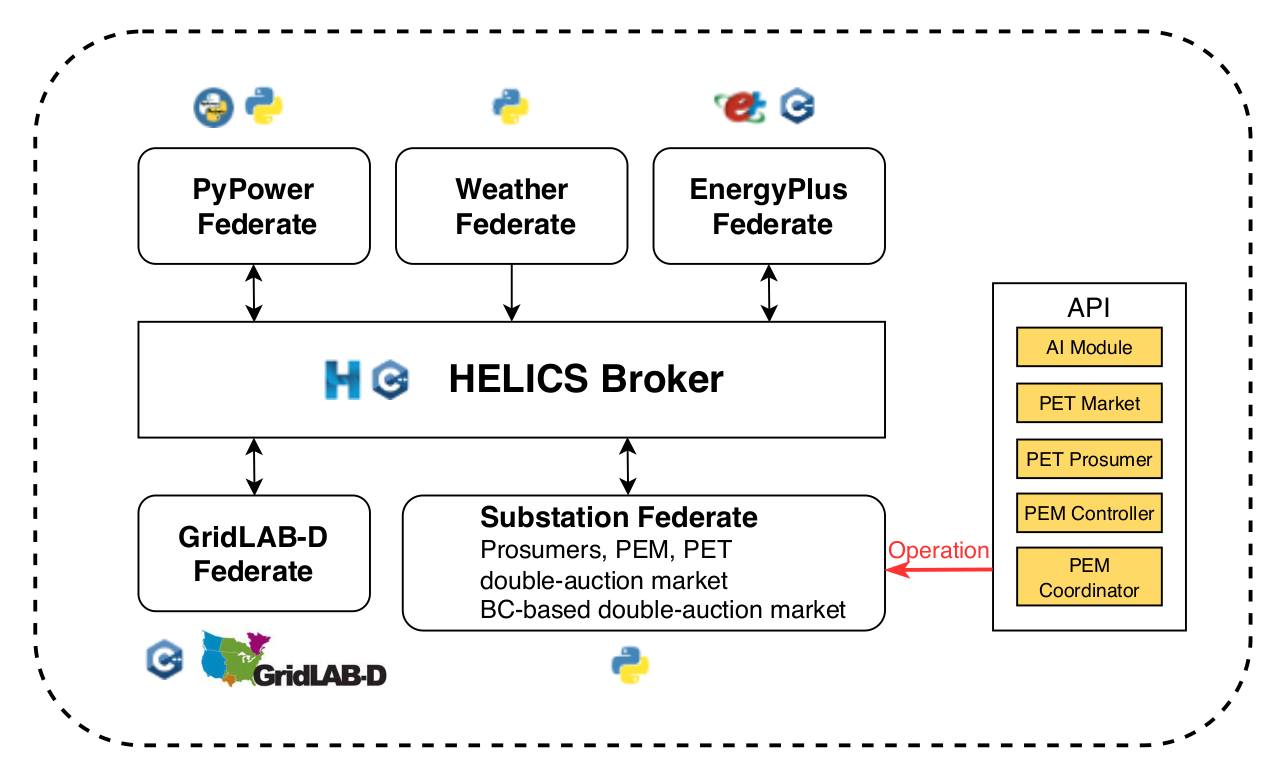 PyPower
Federate
Weather
Federate
EnergyPlus
Federate
HELICS Broker
GridLAB-D
Federate
GridLAB-D
Substation Federate
Prosumers, PEM, PET
double-auction market
BC-based double-auction market
Operation
API
AI Module
PET Market
PET Prosumer
PEM Controller
PEM
Coordinator